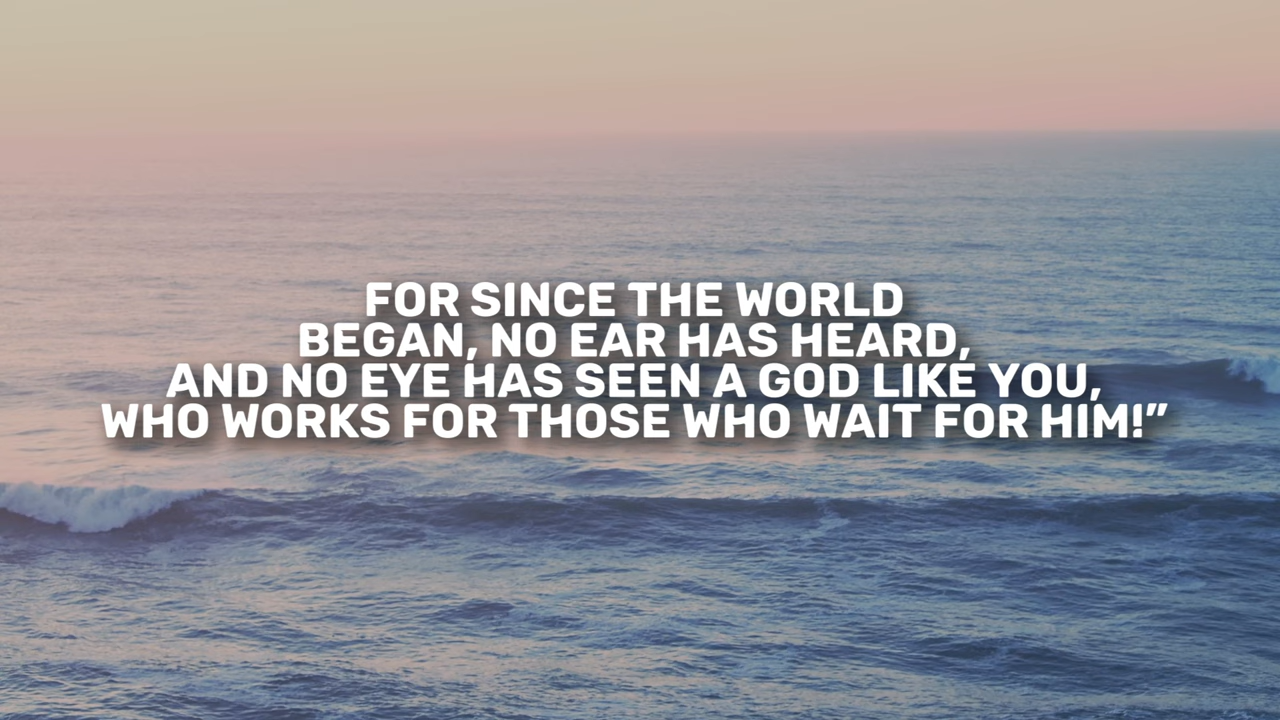 FOR SINCE THE WORLD
BEGAN, NO EAR HAS HEARD,
AND NO EYE HAS SEEN A GOD LIKE YOU,
WHO WORKS FOR THOSE WHO WAIT FOR HIM!”